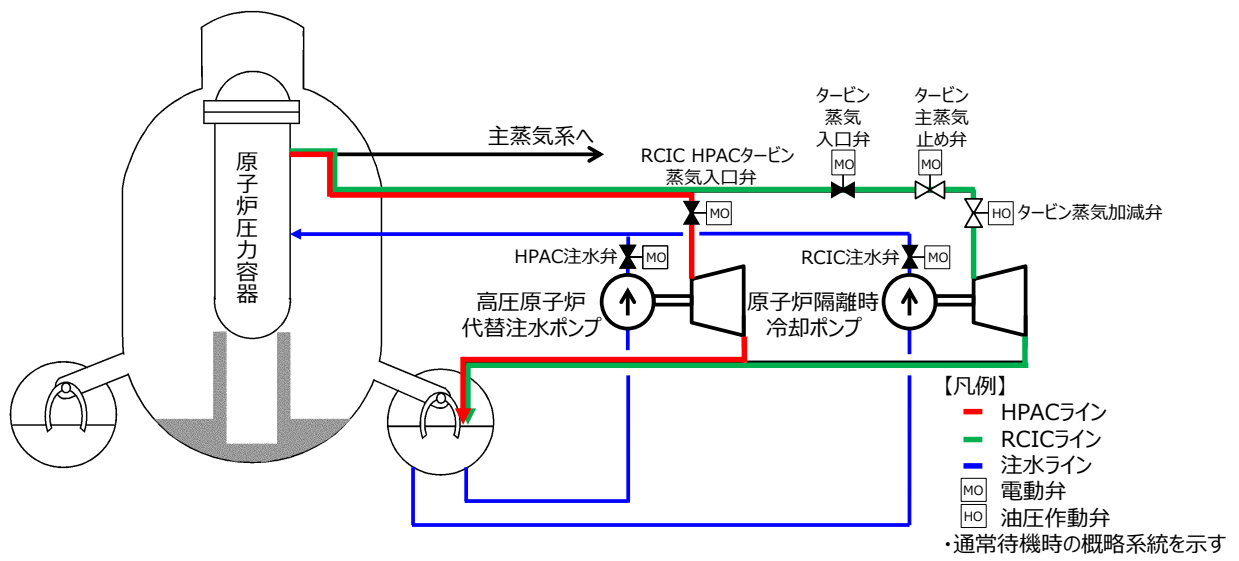 タービン
蒸気
入口弁
タービン
主蒸気
止め弁
主蒸気系へ
MO
MO
RCIC HPACタービン
蒸気入口弁
原子炉圧力容器
MO
HO
タービン蒸気加減弁
HPAC注水弁
MO
RCIC注水弁
MO
高圧原子炉
代替注水ポンプ
原子炉隔離時
冷却ポンプ
【凡例】
HPACライン
RCICライン
注水ライン
MO 電動弁
HO 油圧作動弁
・通常待機時の概略系統を示す